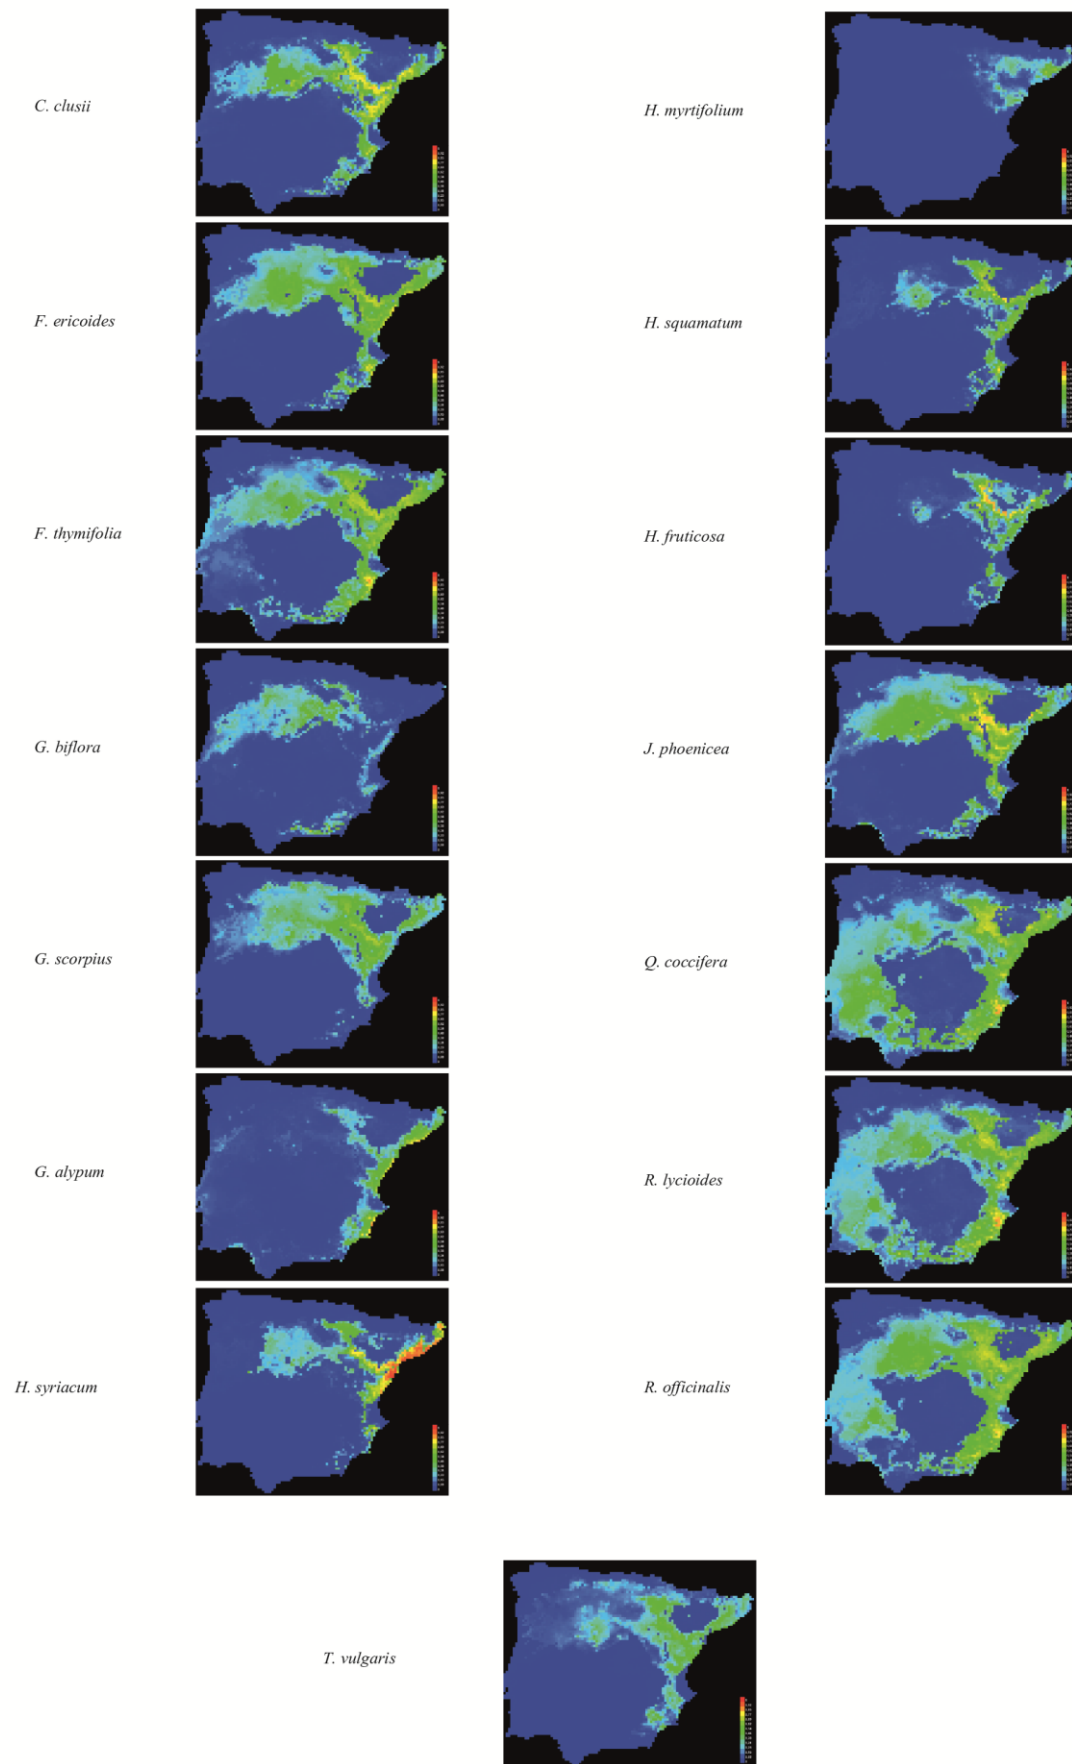 C. clusii
H. myrtifolium
F. ericoides
H. squamatum
F. thymifolia
H. fruticosa
G. biflora
J. phoenicea
G. scorpius
Q. coccifera
G. alypum
R. lycioides
H. syriacum
R. officinalis
T. vulgaris